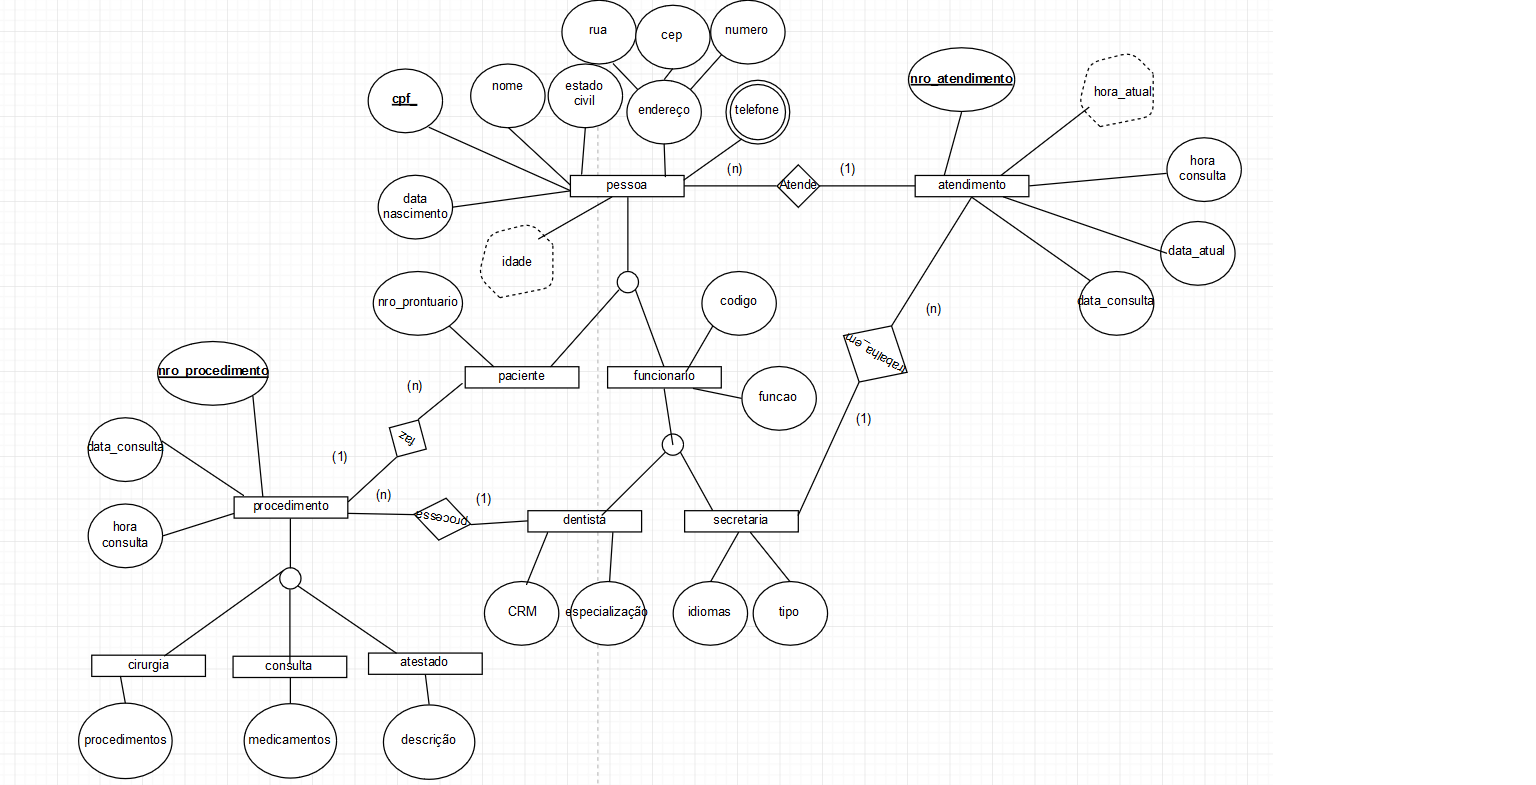 rua
cep
numero
nome
estado
civil
cpf_
endereço
telefone
nro_atendimento
hora_atual
hora
consulta
pessoa
(n)
Atende
(1)
atendimento
data
nascimento
idade
data_atual
data_consulta
nro_prontuario
codigo
(n)
trabalha_em
(1)
nro_procedimento
paciente
funcionario
funcao
(n)
faz
(1)
data_consulta
hora
consulta
procedimento
(n)
processa
(1)
dentista
secretaria
CRM
especialização
idiomas
tipo
cirurgia
consulta
atestado
procedimentos
medicamentos
descrição